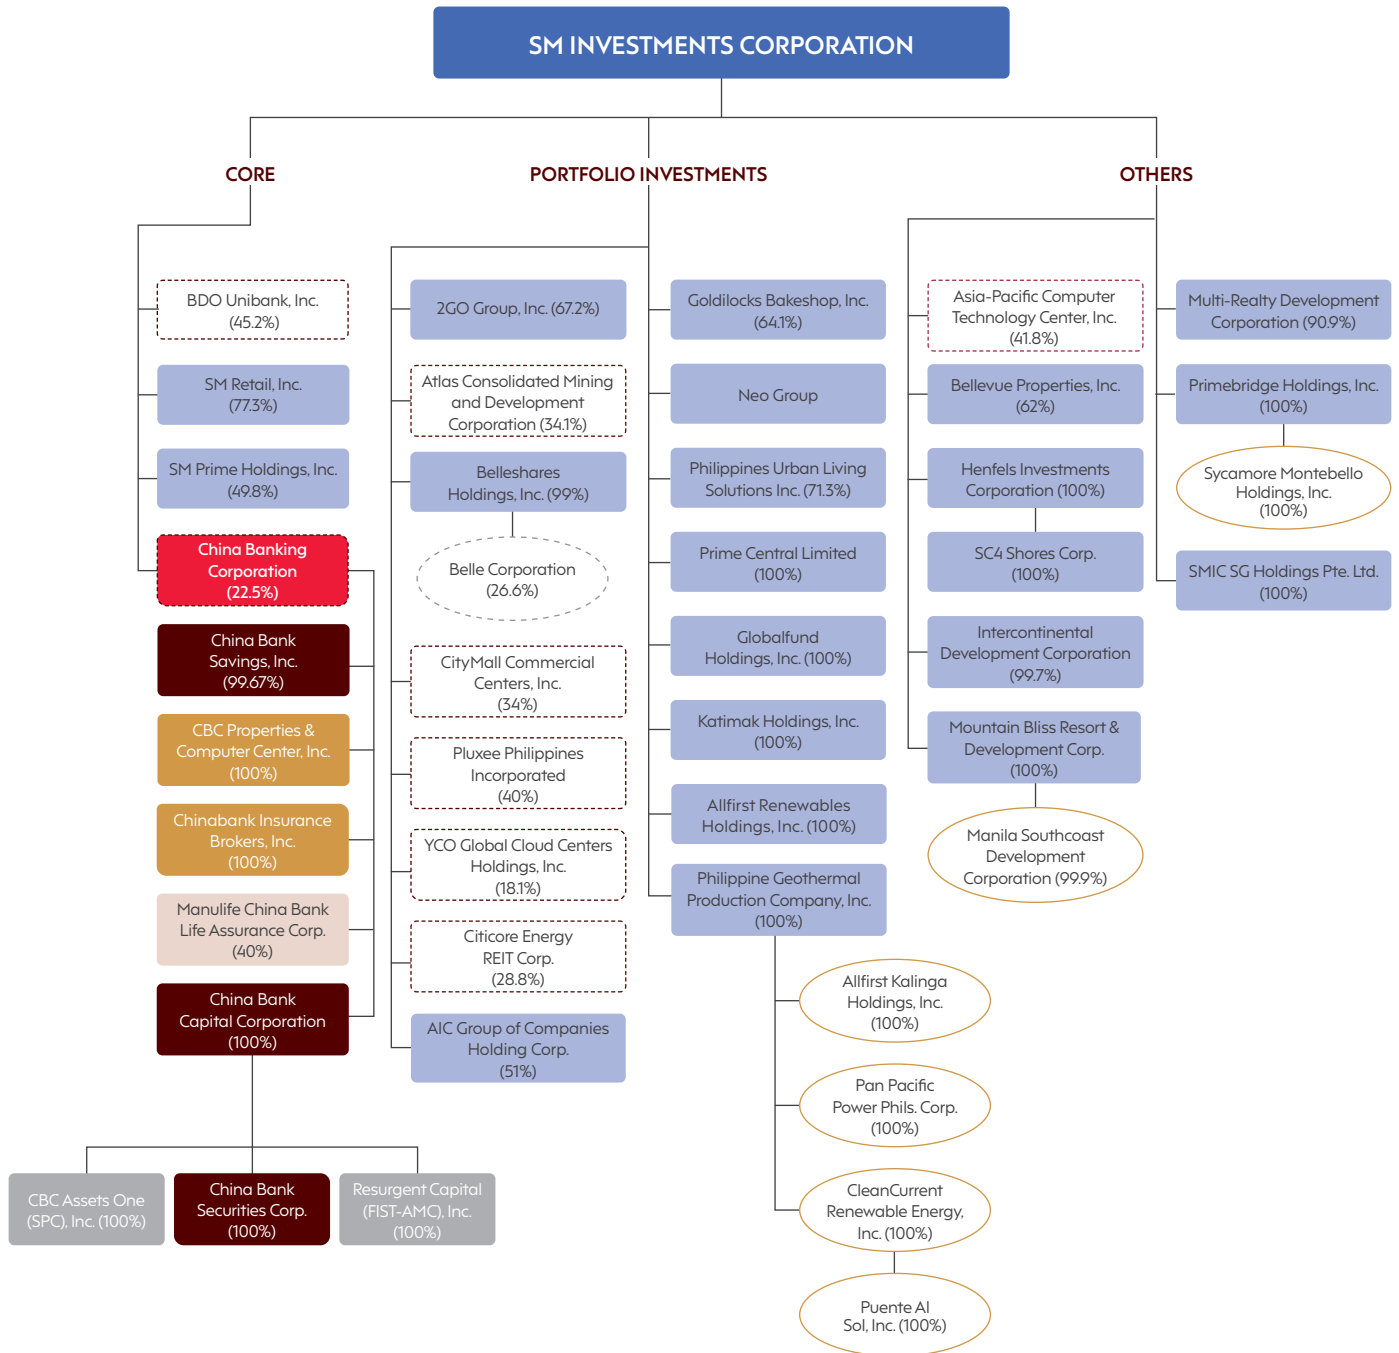 SM INVESTMENTS CORPORATION
CORE
BDO Unibank, Inc.
(45.2%)
SM Retail, Inc.
(77.3%)
SM Prime Holdings, Inc.
(49.8%)
China Banking
Corporation
(22.5%)
China Bank
Savings, Inc.
(99.67%)
CBC Properties &
Computer Center, Inc.
(100%)
Chinabank Insurance
Brokers, Inc.
(100%)
Manulife China Bank
Life Assurance Corp.
(40%)
China Bank
Capital Corporation
(100%)
CBC Assets One
(SPC), Inc. (100%)
China Bank
Securities Corp.
(100%)
Resurgent Capital
(FIST-AMC), Inc.
(100%)
PORTFOLIO INVESTMENTS
2GO Group, Inc. (67.2%)
Atlas Consolidated Mining
and Development
Corporation (34.1%)
Belleshares
Holdings, Inc. (99%)
Belle Corporation
(26.6%)
CityMall Commercial
Centers, Inc.
(34%)
Pluxee Philippines
Incorporated
(40%)
YCO Global Cloud Centers
Holdings, Inc.
(18.1%)
Citicore Energy
REIT Corp.
(28.8%)
AIC Group of Companies
Holding Corp.
(51%)
Goldilocks Bakeshop, Inc.
(64.1%)
Neo Group
Philippines Urban Living
Solutions Inc. (71.3%)
Prime Central Limited
(100%)
Globalfund
Holdings, Inc. (100%)
Katimak Holdings, Inc.
(100%)
Allfirst Renewables
Holdings, Inc. (100%)
Philippine Geothermal
Production Company, Inc.
(100%)
Allfirst Kalinga
Holdings, Inc.
(100%)
Pan Pacific
Power Phils. Corp.
(100%)
CleanCurrent
Renewable Energy,
Inc. (100%)
Puente Al
Sol, Inc. (100%)
OTHERS
Asia-Pacific Computer
Technology Center, Inc.
(41.8%)
Bellevue Properties, Inc.
(62%)
Henfels Investments
Corporation (100%)
SC4 Shores Corp.
(100%)
Intercontinental
Development Corporation
(99.7%)
Mountain Bliss Resort &
Development Corp.
(100%)
Manila Southcoast
Development
Corporation (99.9%)
Multi-Realty Development
Corporation (90.9%)
Primebridge Holdings, Inc.
(100%)
Sycamore Montebello
Holdings, Inc.
(100%)
SMIC SG Holdings Pte. Ltd.
(100%)